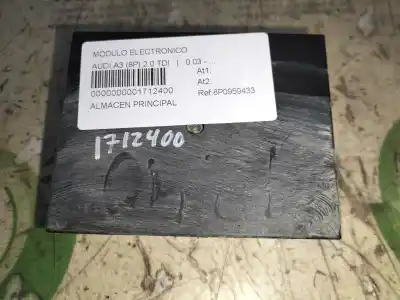 MODULO ELECTRONICO
AUDI A3 (8P) 2.0 TDI | 0.03 - ...
At1:
0000000001712400
At2:
ALMACEN PRINCIPAL
Ref:8P0959433
1712400